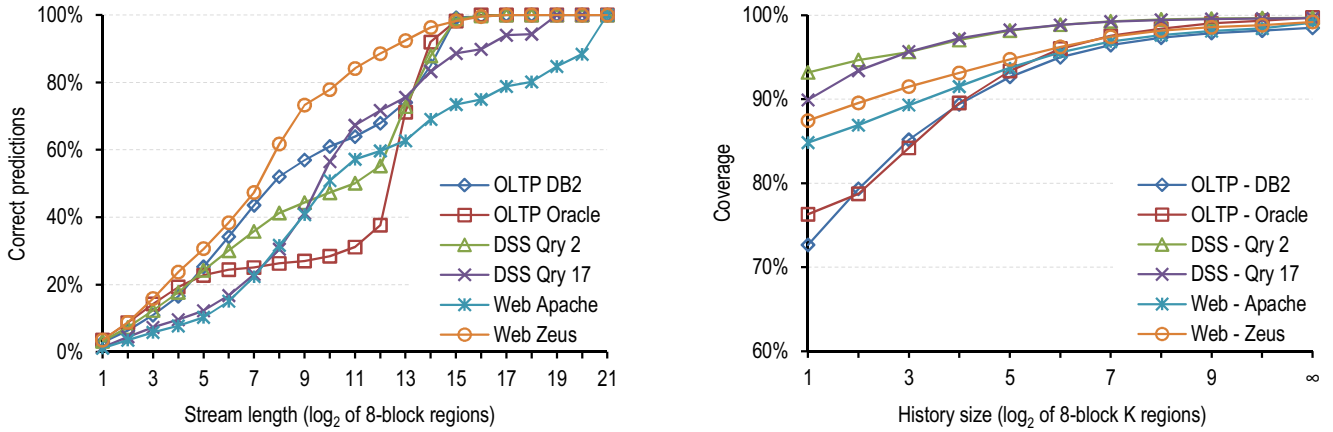 100%
80%
60%
40%
20%
0%
Correct predictions
1 3 5 7 9 11 13 15 17 19 21
Stream length (log2 of 8-block regions)
OLTP DB2
OLTP Oracle
DSS Qry 2
DSS Qry 17
Web Apache
Web Zeus
100%
90%
80%
70%
60%
Coverage
1 3 5 7 9 ∞
History size (log2 of 8-block K regions)
OLTP - DB2
OLTP - Oracle
DSS - Qry 2
DSS - Qry 17
Web - Apache
Web - Zeus